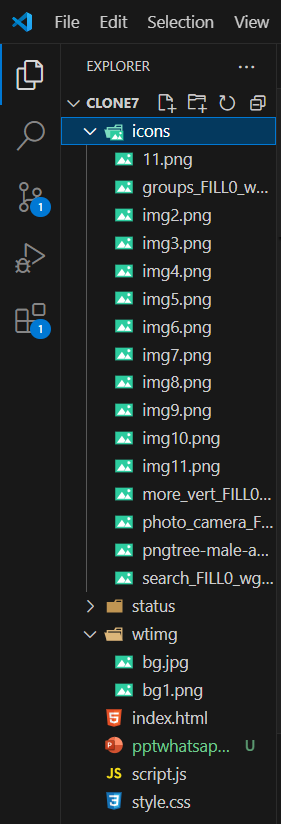 File Edit Selection View
EXPLORER ...
CLONE7
icons
11.png
groups_FILL0_w...
img2.png
img3.png
img4.png
img5.png
img6.png
img7.png
img8.png
img9.png
img10.png
img11.png
more_vert_FILL0...
photo_camera_F...
pngtree-male-a...
search_FILL0_wg...
status
wtimg
bg.jpg
bg1.png
index.html
pptwhatsap... U
JS script.js
style.css
1
1